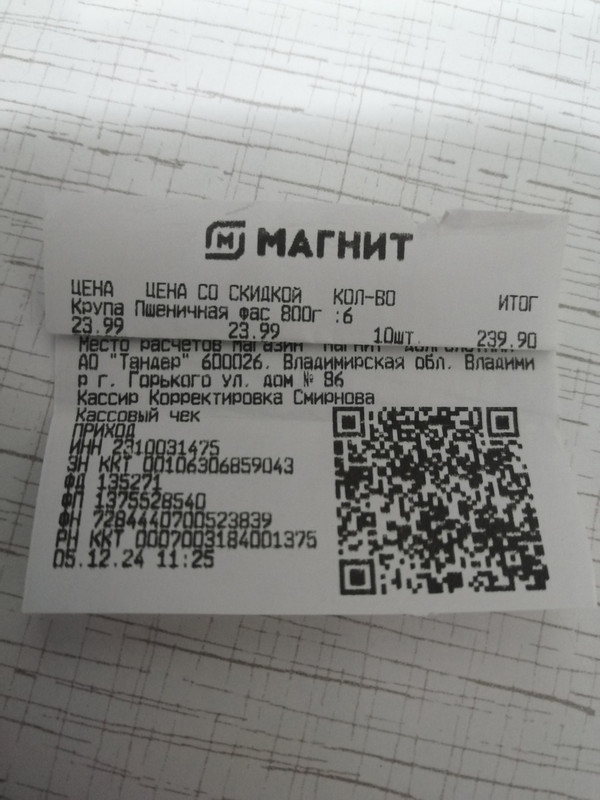 МАГНИТ
ЦЕНА ЦЕНА СО СКИДКОЙ КОЛ-ВО ИТОГ
Крупа Пшеничная фас 800г :6
23.99 23.99 10шт. 239.90
Место расчетов Магазин "Магнит"
АО "Тандер" 600026, Владимирская обл, Владими
р г, Горького ул, дом № 86
Кассир Корректировка Смирнова
Кассовый чек
ПРИХОД
ИНН 2310031475
ЗН ККТ 00106306859043
ФД 135271
ФП 1375528540
ФН 7284440700523839
РН ККТ 0007003184001375
05.12.24 11:25